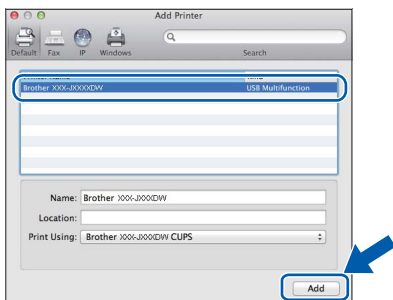 Add Printer
Default Fax IP Windows Search
Brother XXX-JXXXXDW USB Multifunction
Name: Brother XXX-JXXXDW
Location:
Print Using: Brother XXX-JXXXDW CUPS
Add